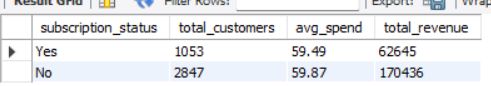 Result Grid Filter Rows: Export: Wrap
subscription_status total_customers avg_spend total_revenue
Yes 1053 59.49 62645
No 2847 59.87 170436